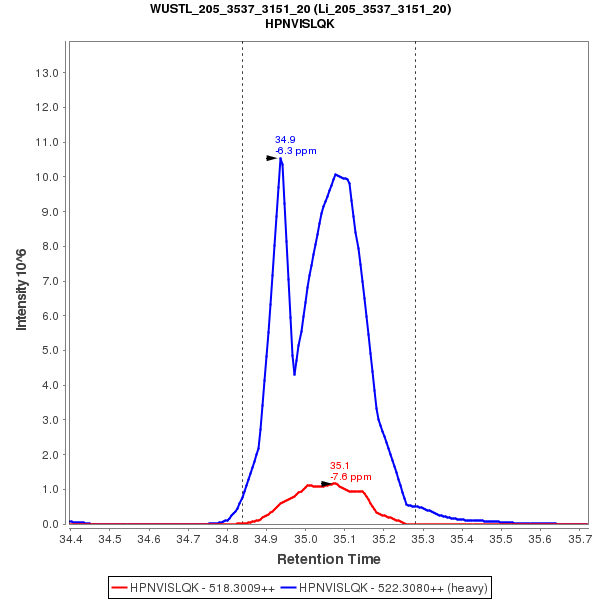 WUSTL_205_3537_3151_20 (Li_205_3537_3151_20)
HPNVISLQK
13.0
12.0
11.0
10.0
9.0
8.0
7.0
6.0
5.0
4.0
3.0
2.0
1.0
0.0
Intensity 10^6
34.9
-6.3 ppm
35.1
-7.6 ppm
34.4 34.5 34.6 34.7 34.8 34.9 35.0 35.1 35.2 35.3 35.4 35.5 35.6 35.7
Retention Time
HPNVISLQK - 518.3009++ HPNVISLQK - 522.3080++ (heavy)